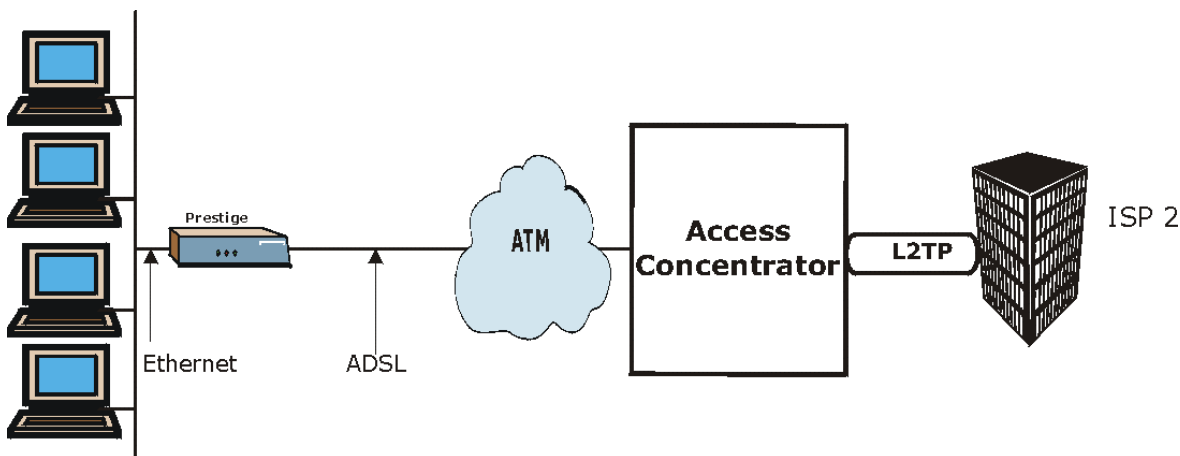 Prestige
Ethernet
ADSL
ATM
Access
Concentrator
L2TP
ISP 2